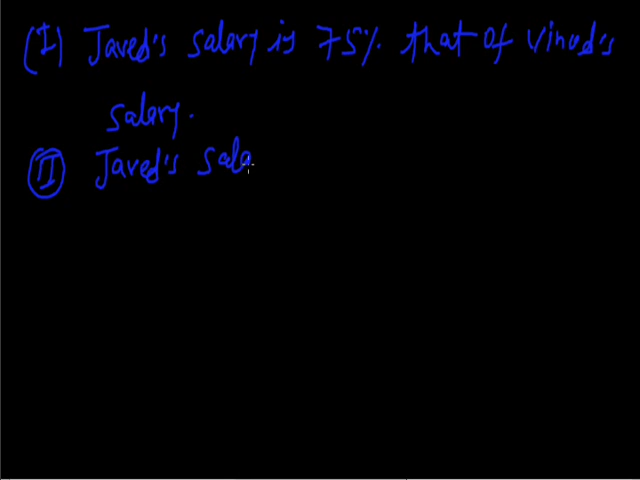 (I) Javed's salary is 75% that of Vinod's
salary.
(II) Javed's sala